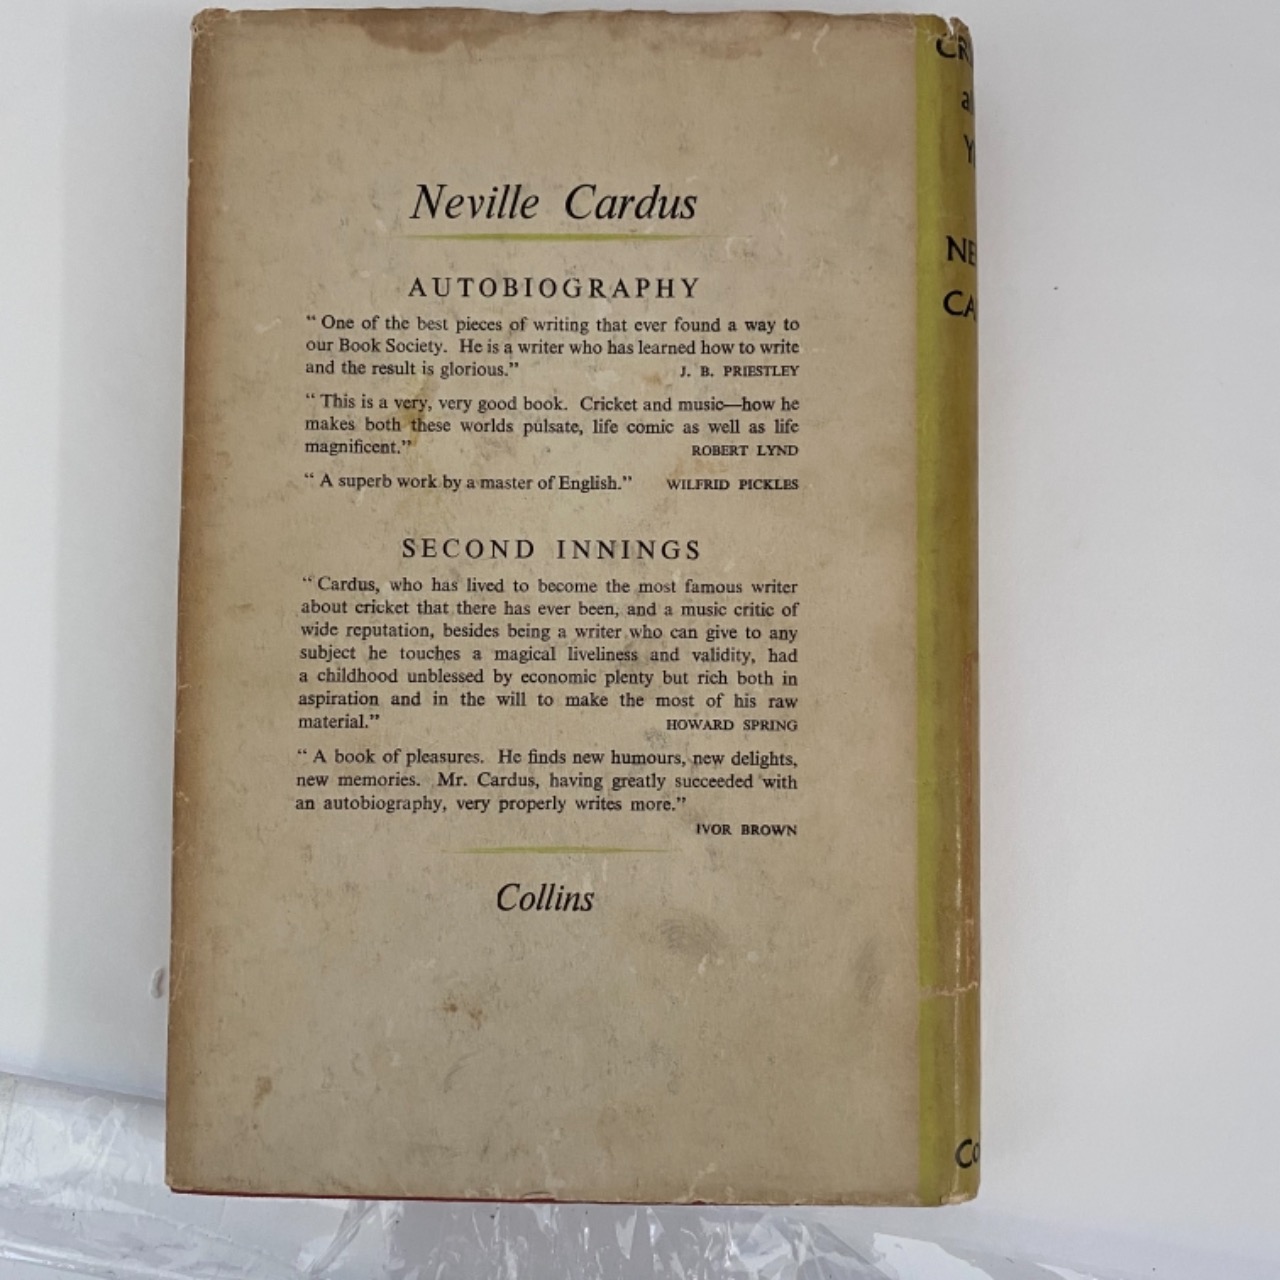 Neville Cardus
AUTOBIOGRAPHY
“ One of the best pieces of writing that ever found a way to
our Book Society. He is a writer who has learned how to write
and the result is glorious.” J. B. PRIESTLEY
“ This is a very, very good book. Cricket and music—how he
makes both these worlds pulsate, life comic as well as life
magnificent.” ROBERT LYND
“ A superb work by a master of English.” WILFRID PICKLES
SECOND INNINGS
“ Cardus, who has lived to become the most famous writer
about cricket that there has ever been, and a music critic of
wide reputation, besides being a writer who can give to any
subject he touches a magical liveliness and validity, had
a childhood unblessed by economic plenty but rich both in
aspiration and in the will to make the most of his raw
material.” HOWARD SPRING
“ A book of pleasures. He finds new humours, new delights,
new memories. Mr. Cardus, having greatly succeeded with
an autobiography, very properly writes more.”
IVOR BROWN
Collins